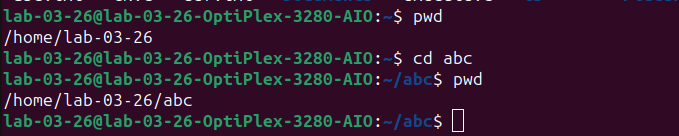 lab-03-26@lab-03-26-OptiPlex-3280-AIO:~$ pwd
/home/lab-03-26
lab-03-26@lab-03-26-OptiPlex-3280-AIO:~$ cd abc
lab-03-26@lab-03-26-OptiPlex-3280-AIO:~/abc$ pwd
/home/lab-03-26/abc
lab-03-26@lab-03-26-OptiPlex-3280-AIO:~/abc$